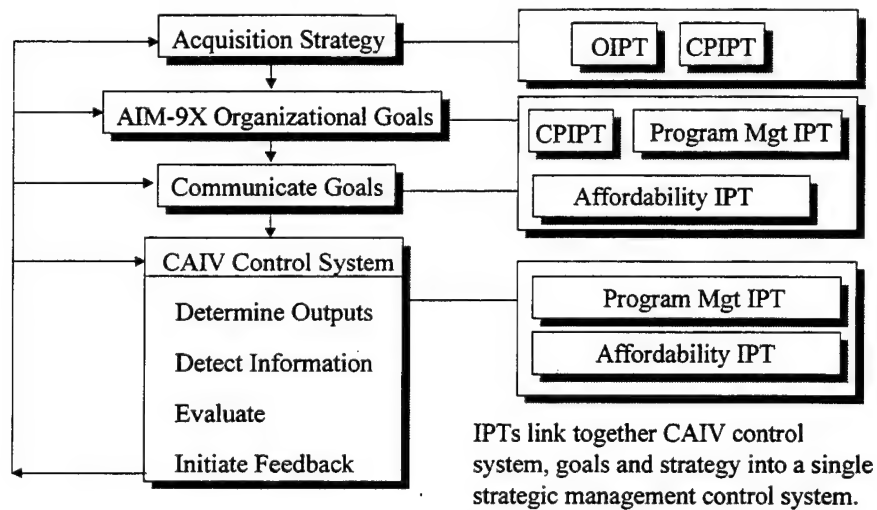 Acquisition Strategy
OIPT
CPIPT
AIM-9X Organizational Goals
CPIPT
Program Mgt IPT
Communicate Goals
Affordability IPT
CAIV Control System
Program Mgt IPT
Determine Outputs
Affordability IPT
Detect Information
Evaluate
Initiate Feedback
IPTs link together CAIV control
system, goals and strategy into a single
strategic management control system.